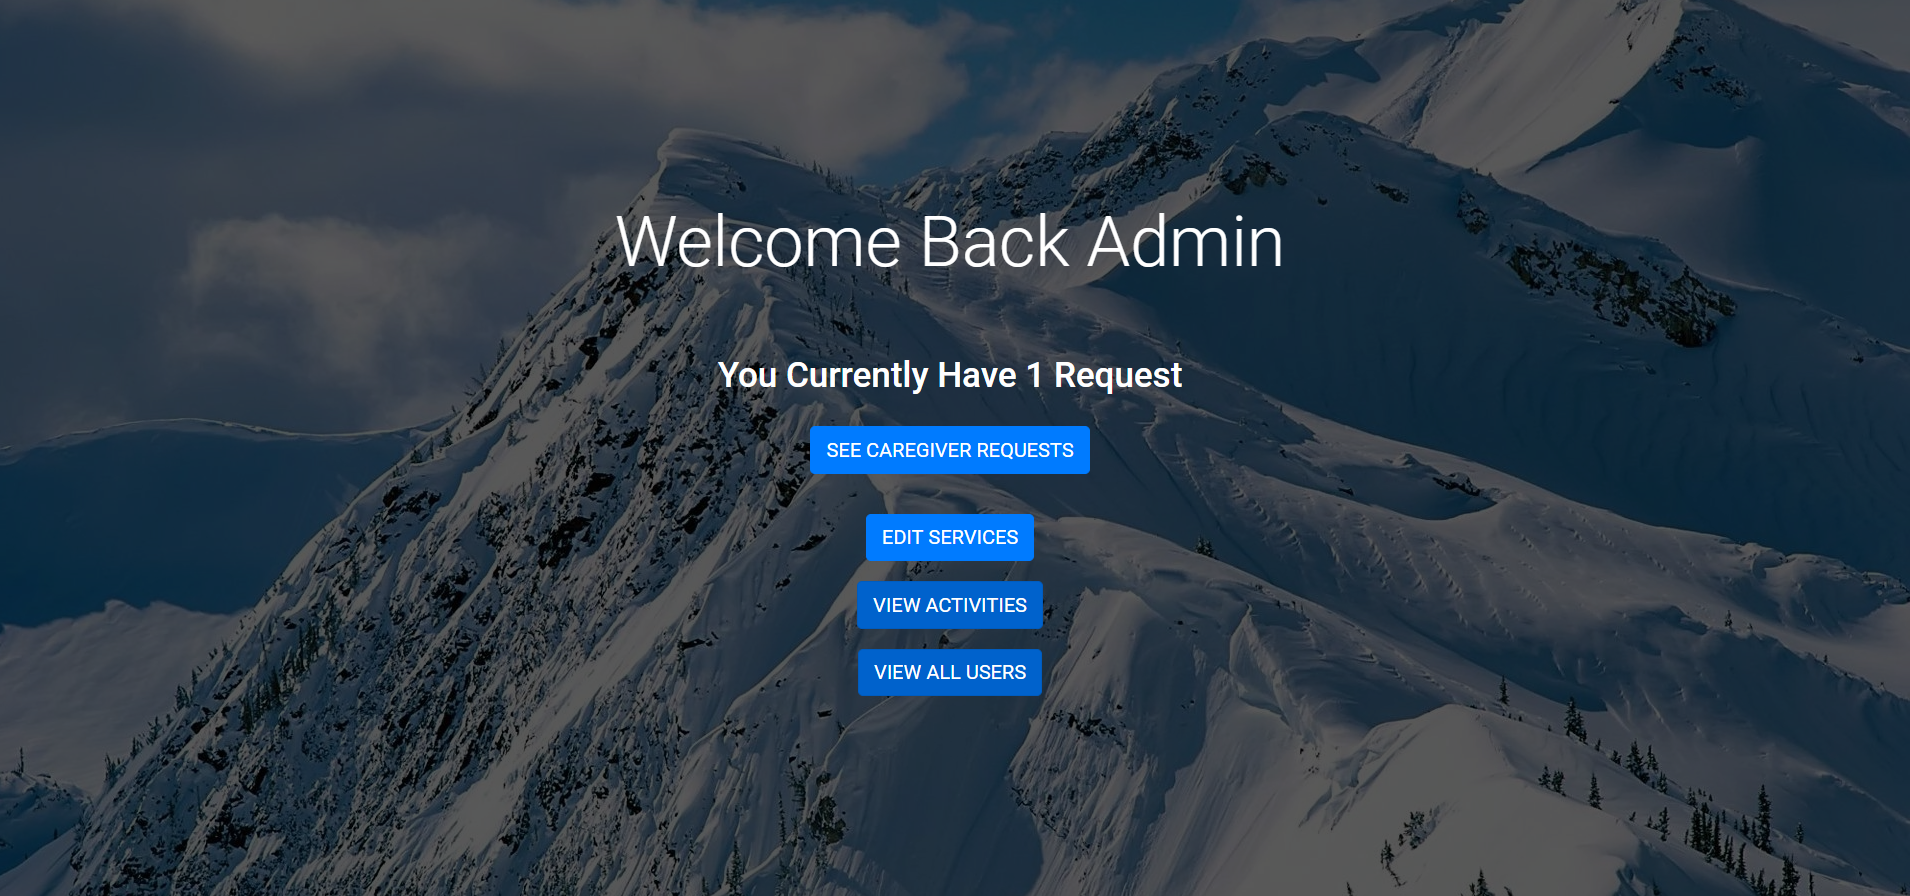 Welcome Back Admin
You Currently Have 1 Request
SEE CAREGIVER REQUESTS
EDIT SERVICES
VIEW ACTIVITIES
VIEW ALL USERS